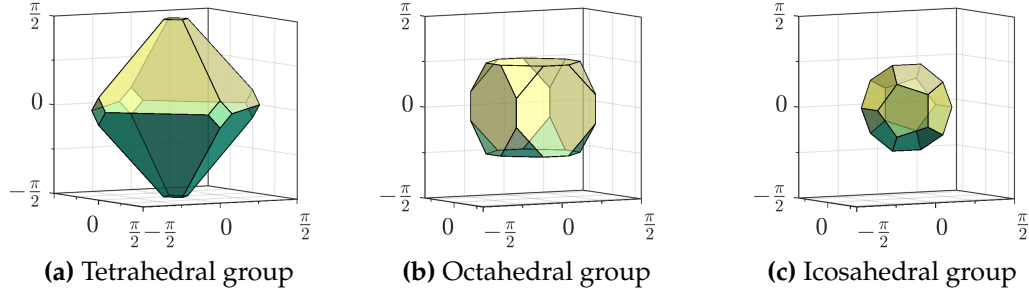 π/2 π/2 π/2
0 0 0
−π/2 −π/2 −π/2
0 π/2 −π/2 0 π/2 0 −π/2 0 π/2 0 −π/2 0 π/2
(a) Tetrahedral group (b) Octahedral group (c) Icosahedral group